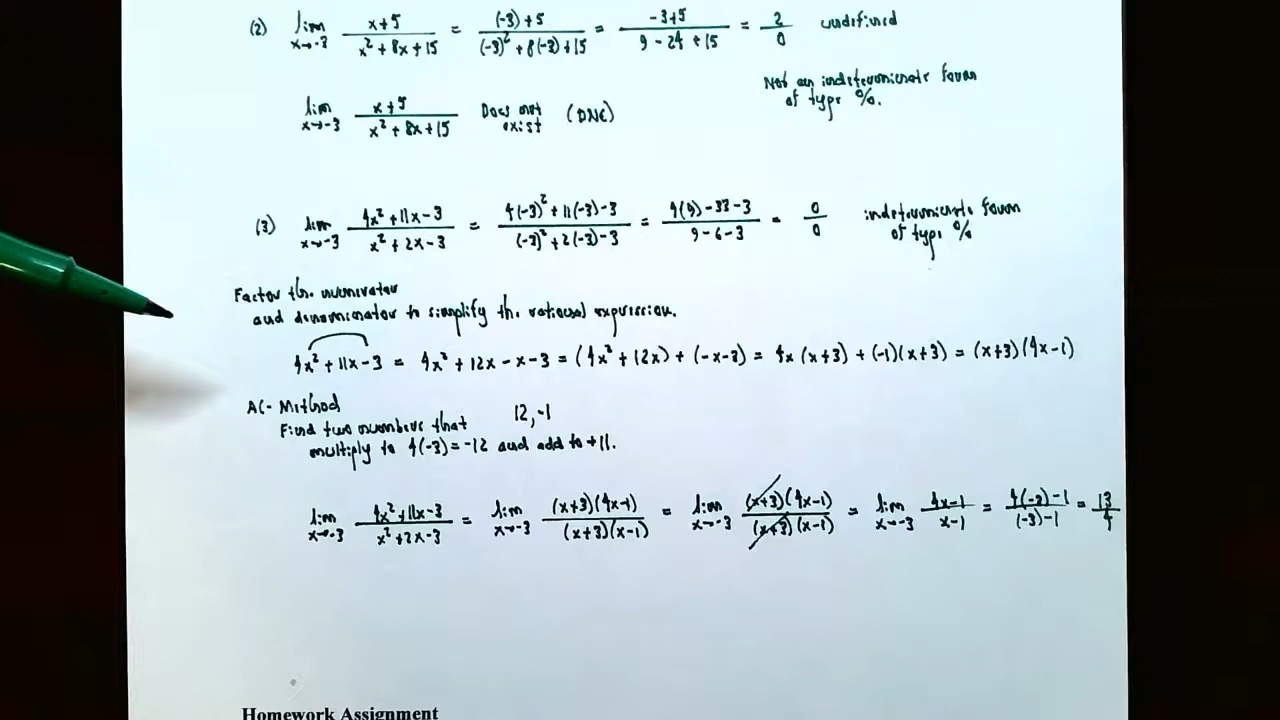 (2) lim x→-3 (x+5)/(x²+8x+15) = ((-3)+5)/((-3)²+8(-3)+15) = (-3+5)/(9-24+15) = 2/0 undefined
Not an indeterminate form
of type 0/0.
lim x→-3 (x+5)/(x²+8x+15) Does not exist (DNE)
(3) lim x→-3 (4x²+11x-3)/(x²+2x-3) = (4(-3)²+11(-3)-3)/((-3)²+2(-3)-3) = (4(9)-33-3)/(9-6-3) = 0/0 indeterminate form of type 0/0
Factor the numerator
and denominator to simplify the rational expression.
4x²+11x-3 = 4x²+12x-x-3 = (4x²+12x)+(-x-3) = 4x(x+3)+(-1)(x+3) = (x+3)(4x-1)
AC-Method
Find two numbers that 12,-1
multiply to 4(-3)=-12 and add to +11.
lim x→-3 (4x²+11x-3)/(x²+2x-3) = lim x→-3 ((x+3)(4x-1))/((x+3)(x-1)) = lim x→-3 ((x+3)(4x-1))/((x+3)(x-1)) = lim x→-3 (4x-1)/(x-1) = (4(-3)-1)/((-3)-1) = 13/4
Homework Assignment